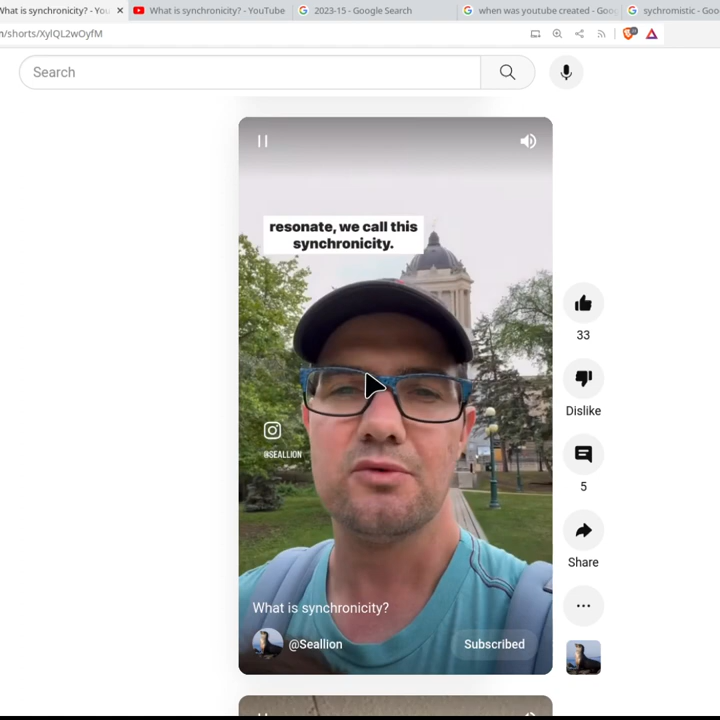 What is synchronicity? - You
What is synchronicity? - YouTube
2023-15 - Google Search
when was youtube created - Goo
sychromistic - Goo
/shorts/XylQL2wOyfM
Search
resonate, we call this
synchronicity.
33
Dislike
@SEALLION
5
Share
What is synchronicity?
@Seallion
Subscribed